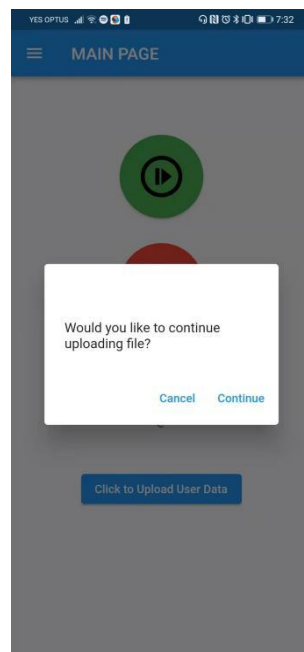 YES OPTUS 7:32
MAIN PAGE
Would you like to continue
uploading file?
Cancel Continue
Click to Upload User Data